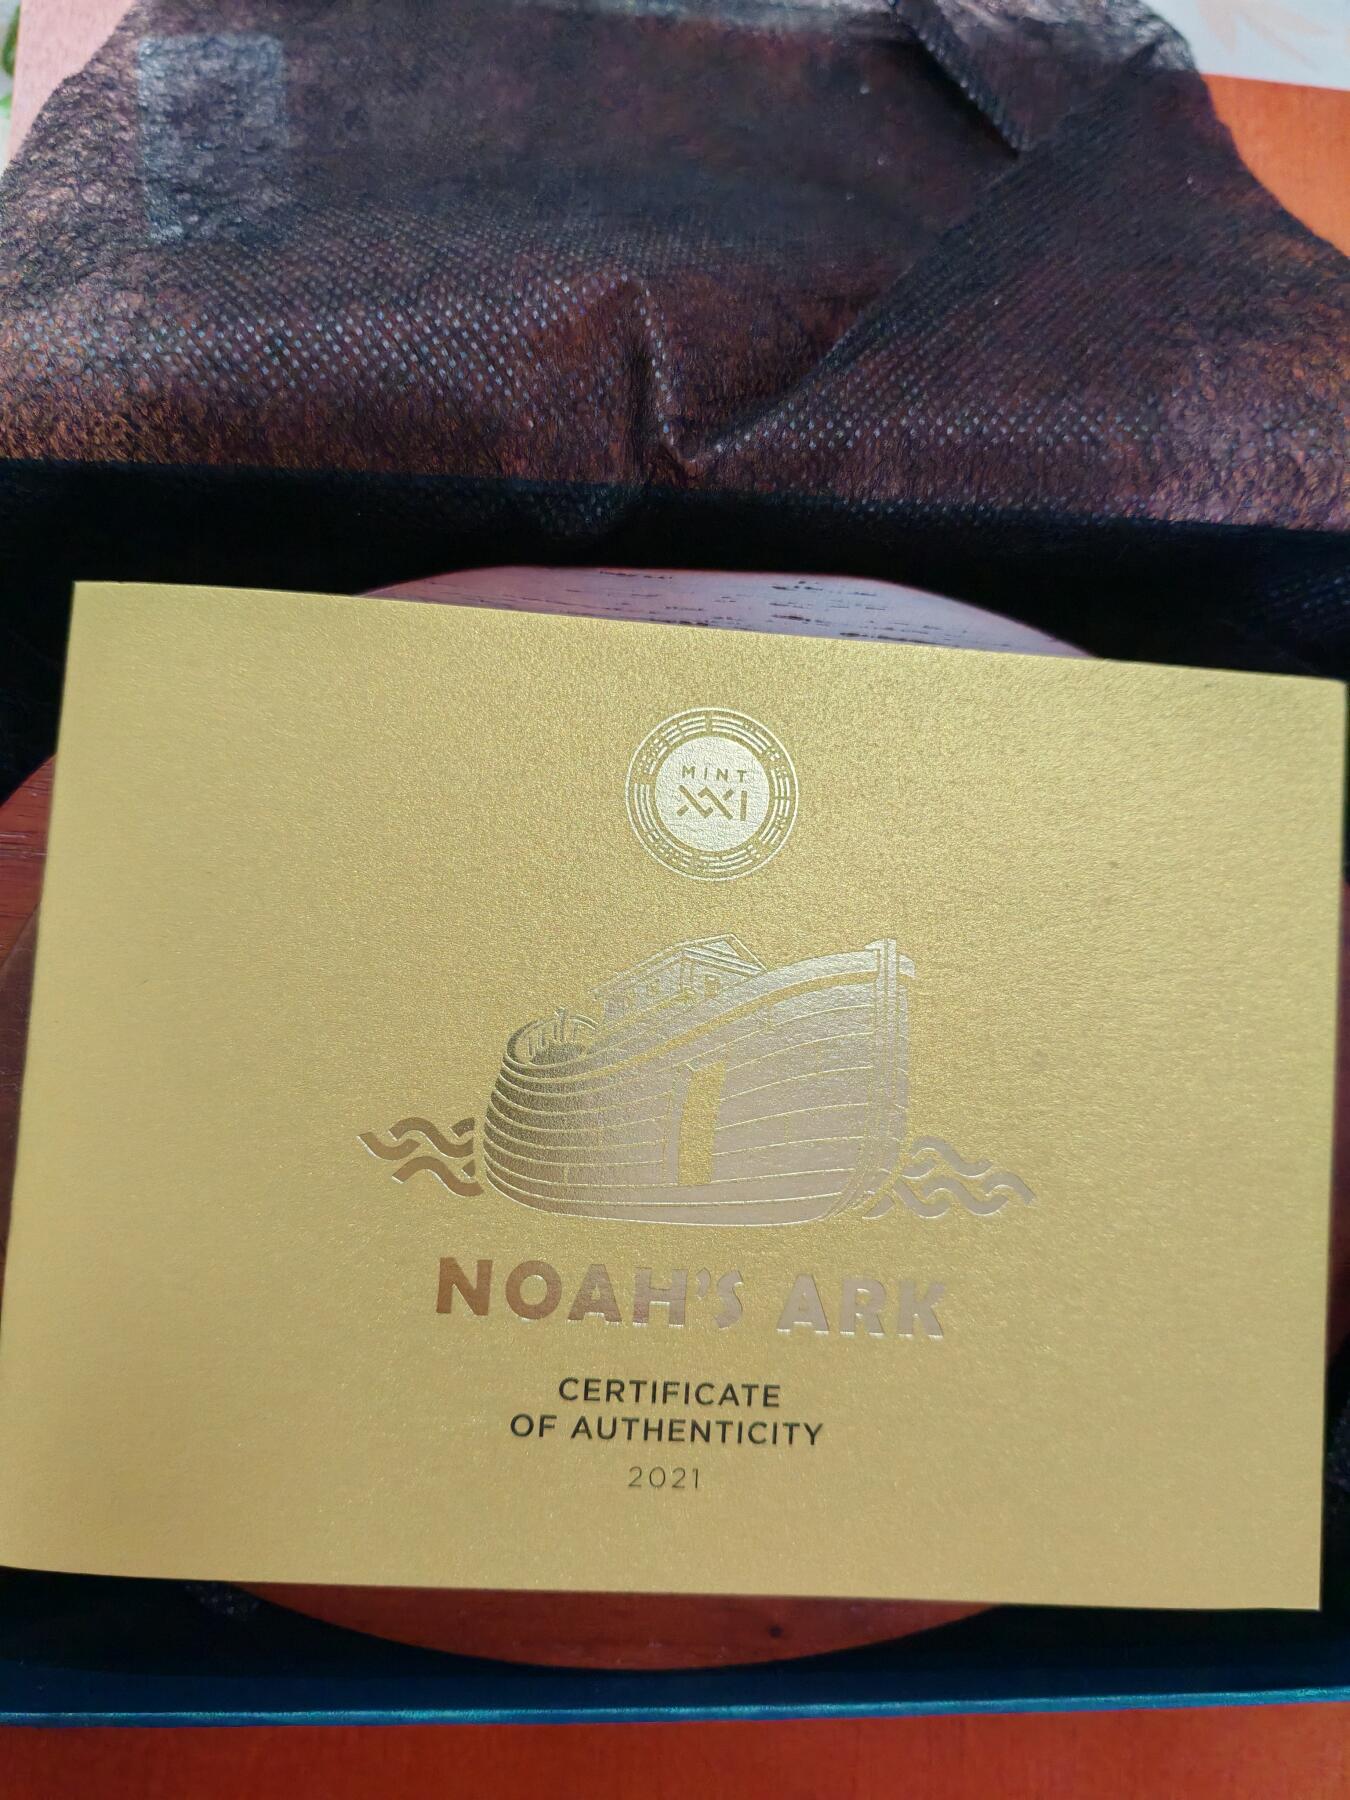 MINT
XXI
NOAH'S ARK
CERTIFICATE
OF AUTHENTICITY
2021